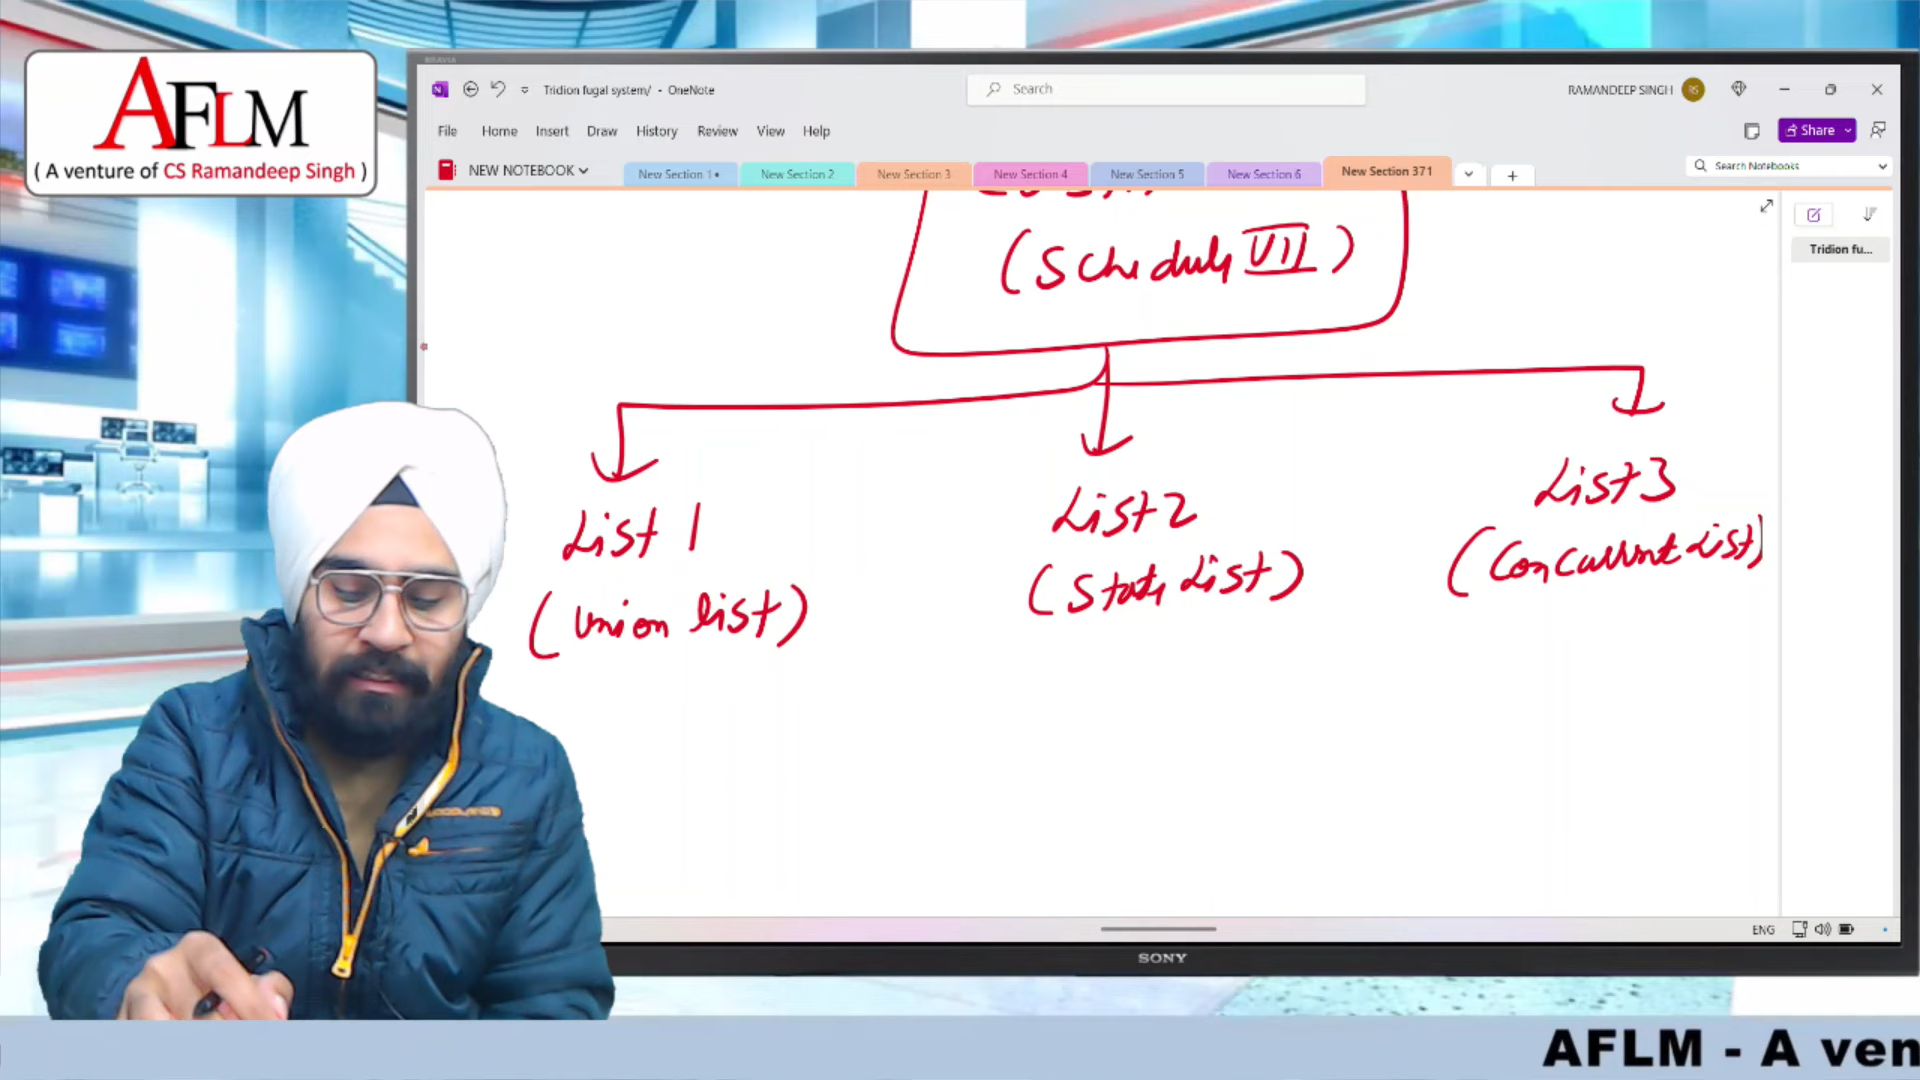 AFLM
( A venture of CS Ramandeep Singh )
BRAVIA
Tridion fugal system/ - OneNote
Search
RAMANDEEP SINGH
RS
File Home Insert Draw History Review View Help
Share
NEW NOTEBOOK
New Section 1
New Section 2
New Section 3
New Section 4
New Section 5
New Section 6
New Section 371
+
Search Notebooks
Tridion fu...
(Schedule VII)
List 1
(Union list)
List 2
(State List)
List 3
(Concurrent List)
ENG
SONY
AFLM - A ven